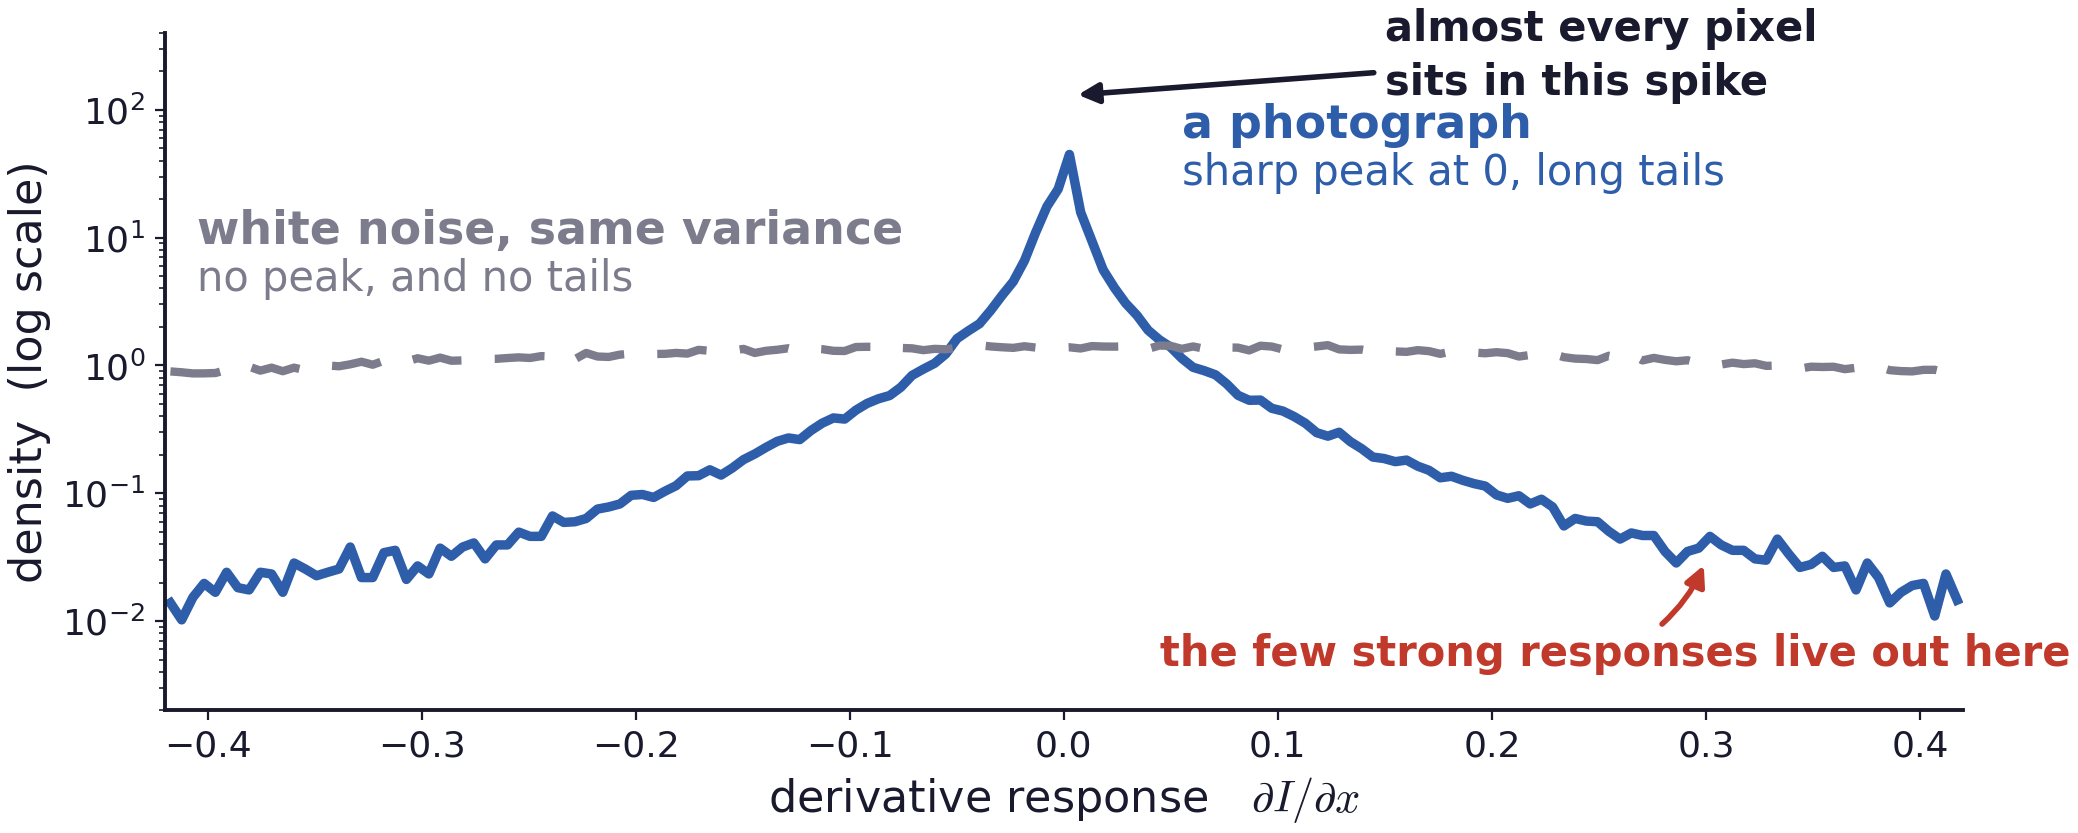 almost every pixel
sits in this spike
a photograph
sharp peak at 0, long tails
white noise, same variance
no peak, and no tails
the few strong responses live out here
density (log scale)
10²
10¹
10⁰
10⁻¹
10⁻²
−0.4 −0.3 −0.2 −0.1 0.0 0.1 0.2 0.3 0.4
derivative response ∂I/∂x